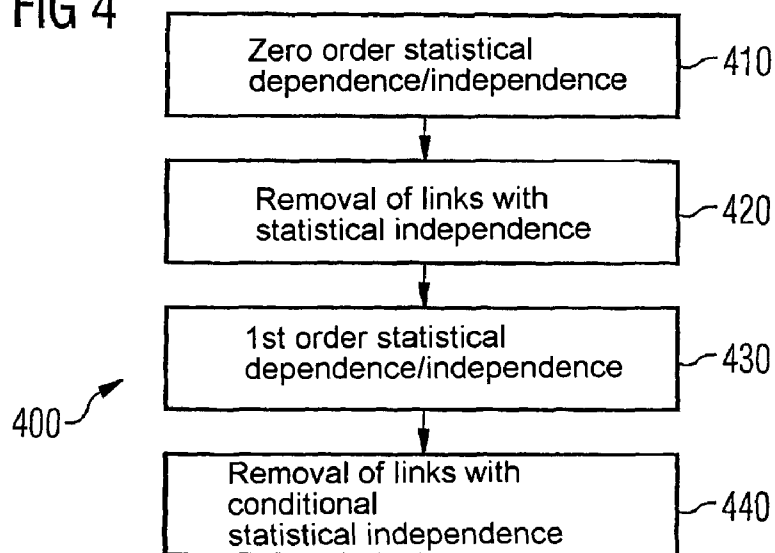 FIG 4
Zero order statistical
dependence/independence
410
Removal of links with
statistical independence
420
1st order statistical
dependence/independence
430
400
Removal of links with
conditional
statistical independence
440